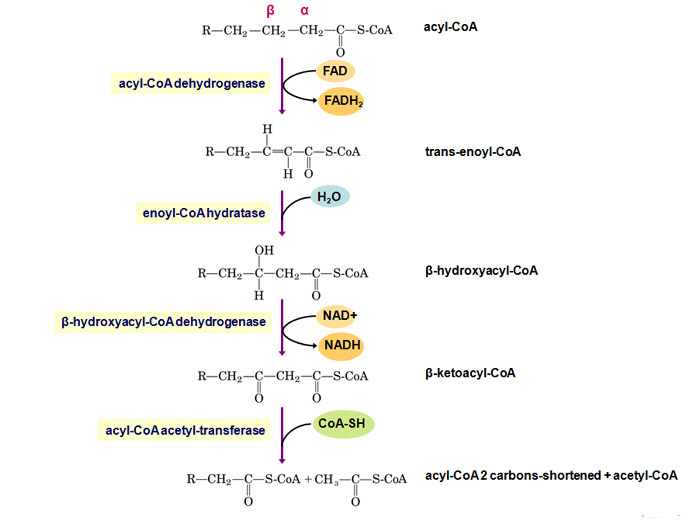 β α
R—CH₂—CH₂—CH₂—C—S-CoA acyl-CoA
O
FAD
acyl-CoA dehydrogenase
FADH₂
H
R—CH₂—C=C—C—S-CoA trans-enoyl-CoA
H O
H₂O
enoyl-CoA hydratase
OH
R—CH₂—C—CH₂—C—S-CoA β-hydroxyacyl-CoA
H O
NAD+
β-hydroxyacyl-CoA dehydrogenase
NADH
R—CH₂—C—CH₂—C—S-CoA β-ketoacyl-CoA
O O
CoA-SH
acyl-CoA acetyl-transferase
R—CH₂—C—S-CoA + CH₃—C—S-CoA acyl-CoA 2 carbons-shortened + acetyl-CoA
O O